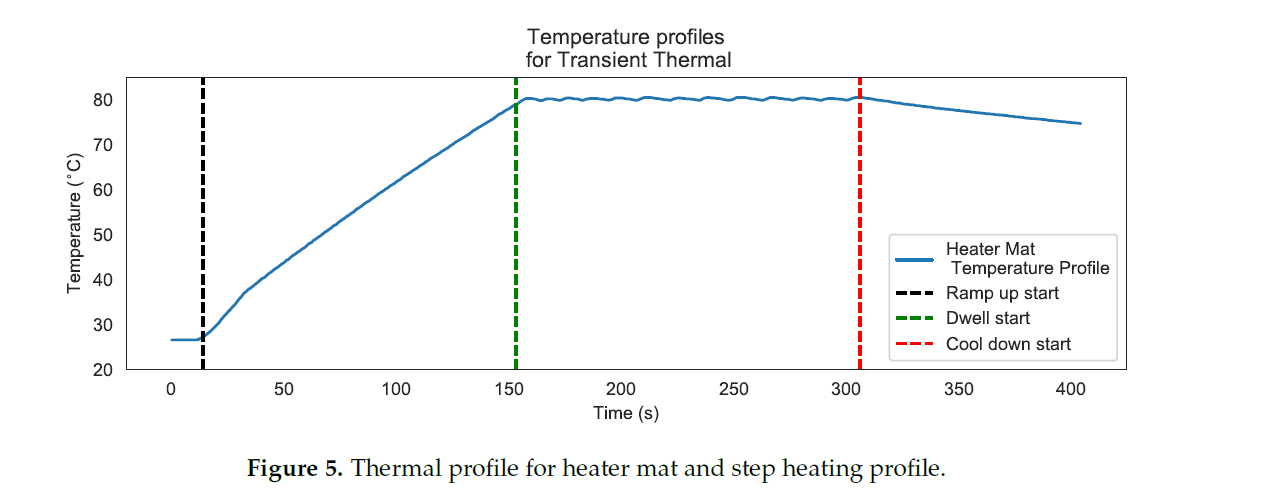 Temperature profiles
for Transient Thermal
80
70
60
50
40
30
20
Temperature (°C)
0 50 100 150 200 250 300 350 400
Time (s)
Heater Mat
Temperature Profile
Ramp up start
Dwell start
Cool down start
Figure 5. Thermal profile for heater mat and step heating profile.